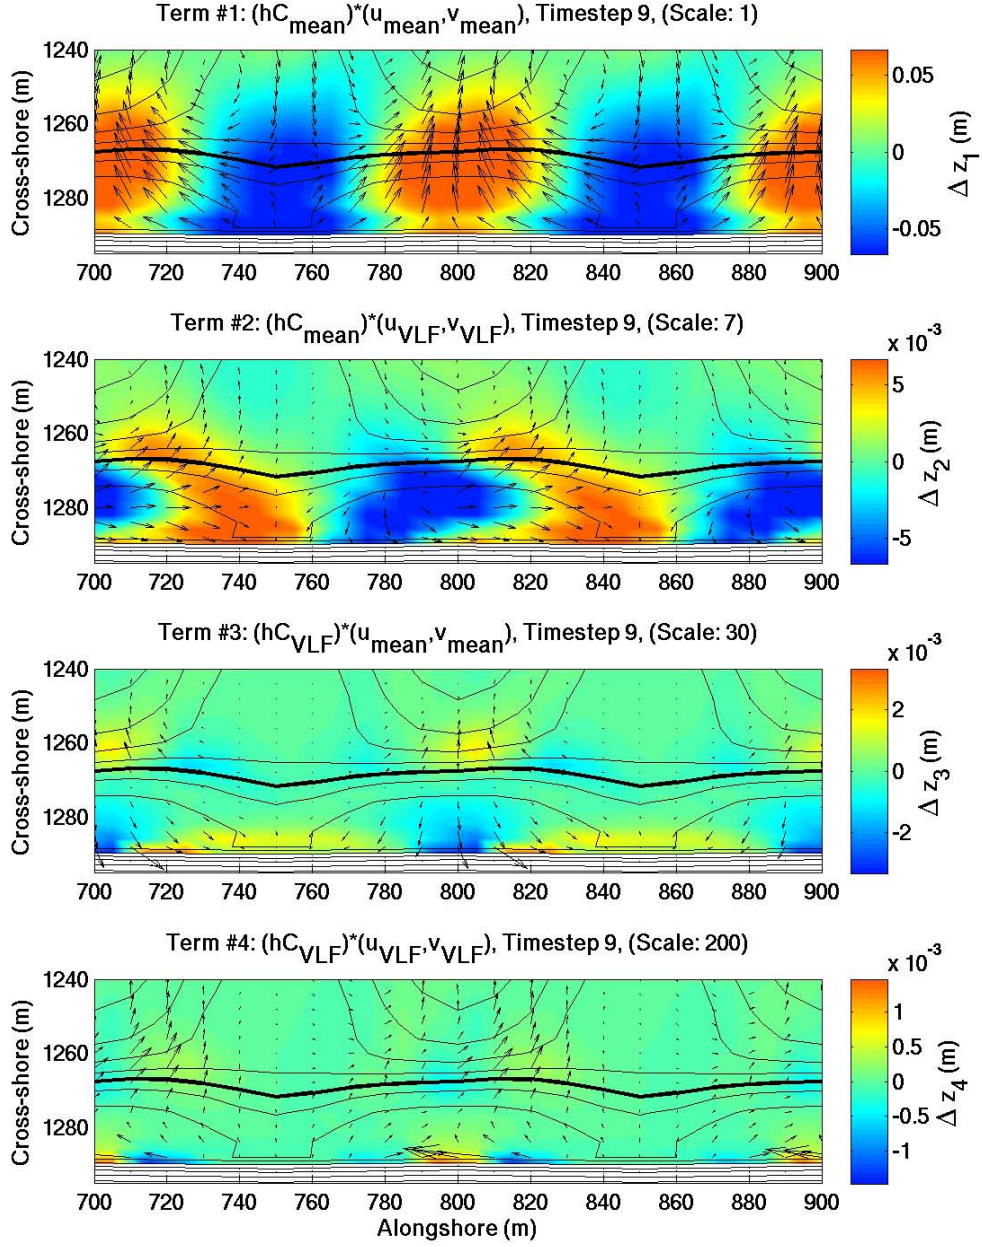 Term #1: (hC_mean)*(u_mean,v_mean), Timestep 9, (Scale: 1)
Cross-shore (m)
1240
1260
1280
700 720 740 760 780 800 820 840 860 880 900
0.05
0
-0.05
Δ z_1 (m)
Term #2: (hC_mean)*(u_VLF,v_VLF), Timestep 9, (Scale: 7)
Cross-shore (m)
1240
1260
1280
700 720 740 760 780 800 820 840 860 880 900
x 10^-3
5
0
-5
Δ z_2 (m)
Term #3: (hC_VLF)*(u_mean,v_mean), Timestep 9, (Scale: 30)
Cross-shore (m)
1240
1260
1280
700 720 740 760 780 800 820 840 860 880 900
x 10^-3
2
0
-2
Δ z_3 (m)
Term #4: (hC_VLF)*(u_VLF,v_VLF), Timestep 9, (Scale: 200)
Cross-shore (m)
1240
1260
1280
700 720 740 760 780 800 820 840 860 880 900
Alongshore (m)
x 10^-3
1
0.5
0
-0.5
-1
Δ z_4 (m)